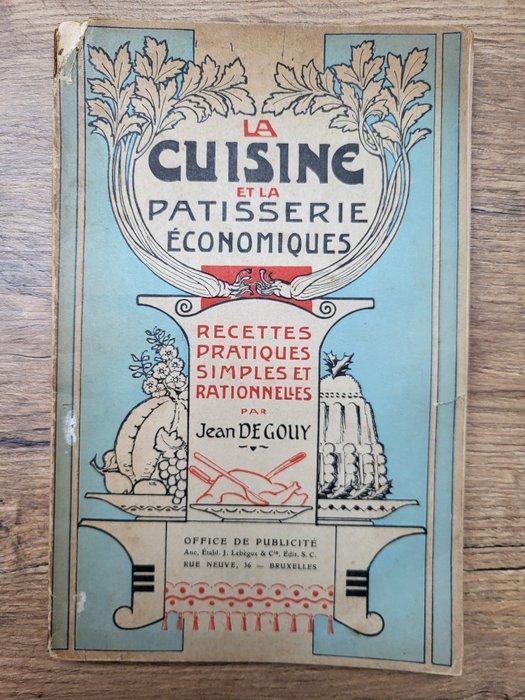 LA
CUISINE
ET LA
PATISSERIE
ÉCONOMIQUES
RECETTES
PRATIQUES
SIMPLES ET
RATIONNELLES
PAR
Jean DE GOUY
OFFICE DE PUBLICITÉ
Anc. Établ. J. Lebègue & Cie, Édit. S. C.
RUE NEUVE, 36 — BRUXELLES